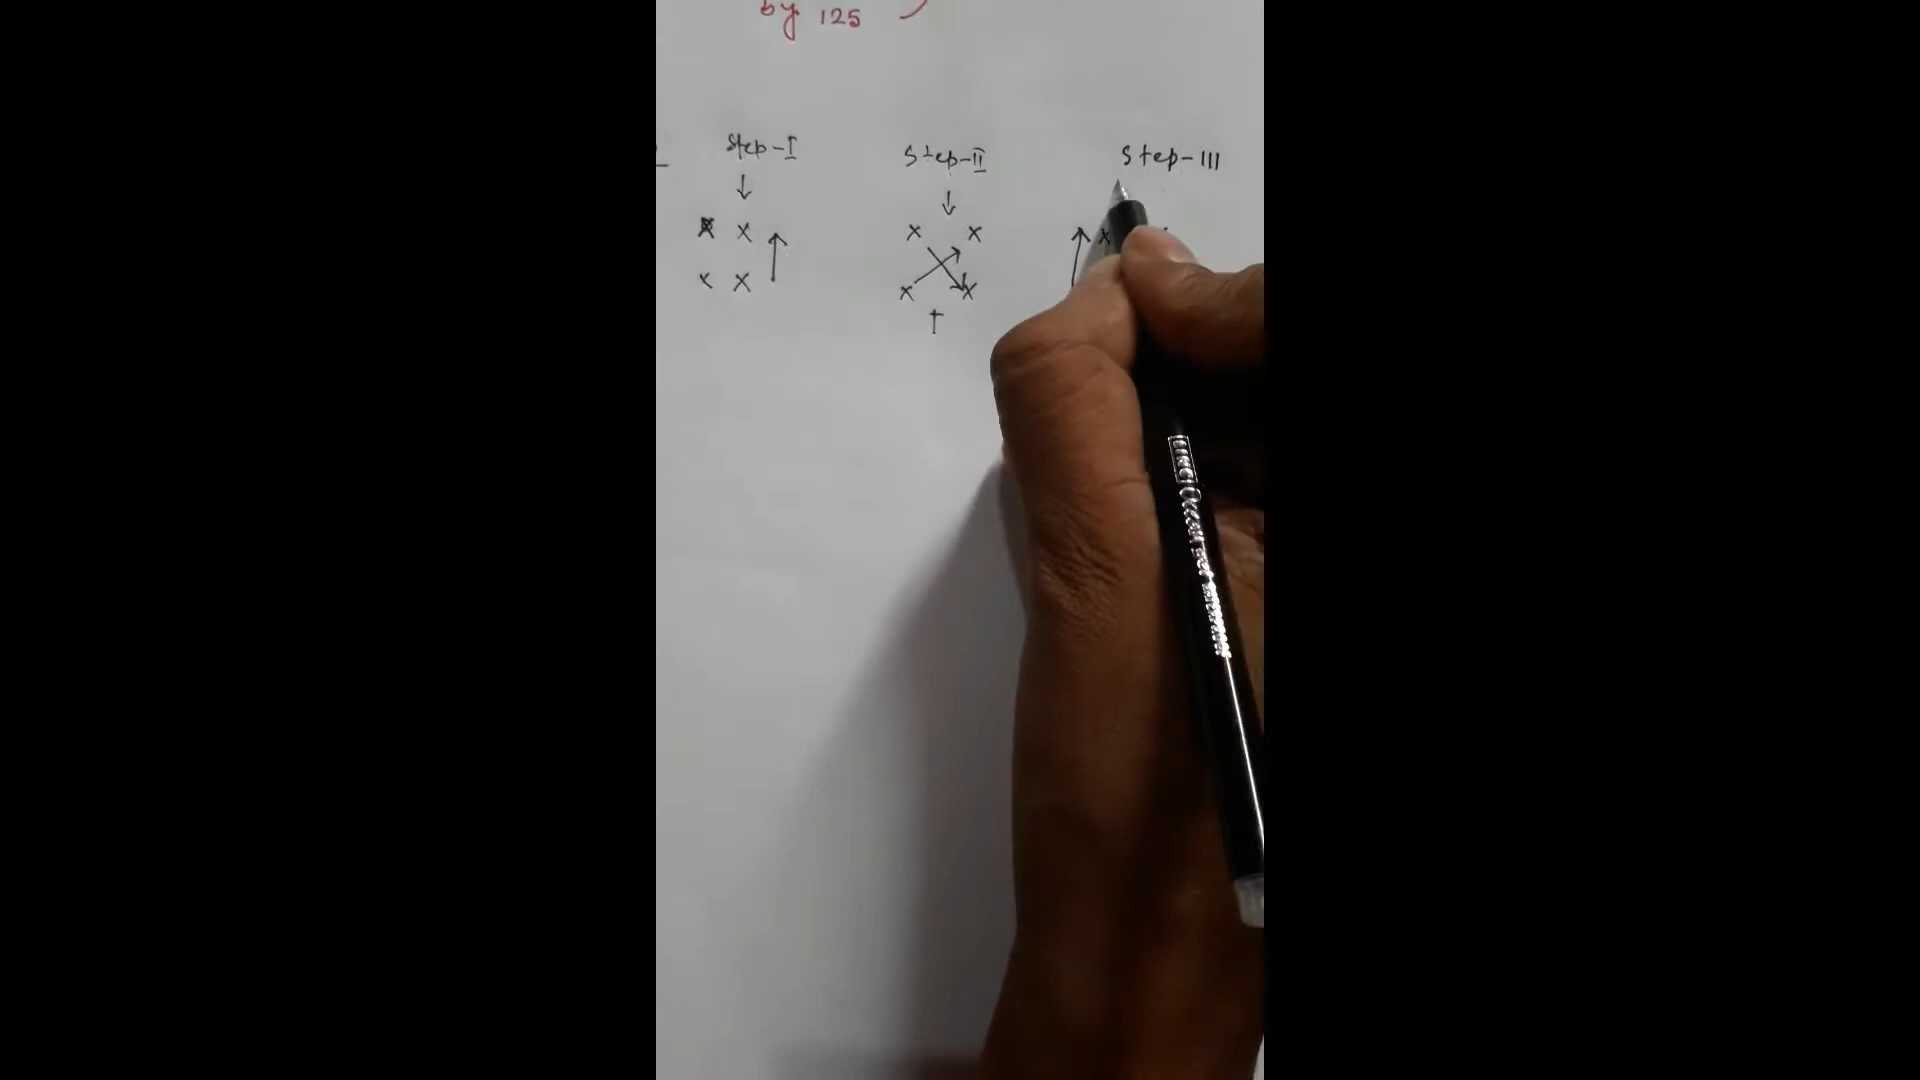 by 125
Step-I
Step-II
Step-III
↓
↓
x x ↑
x x
x x
x x
↑
↑ x